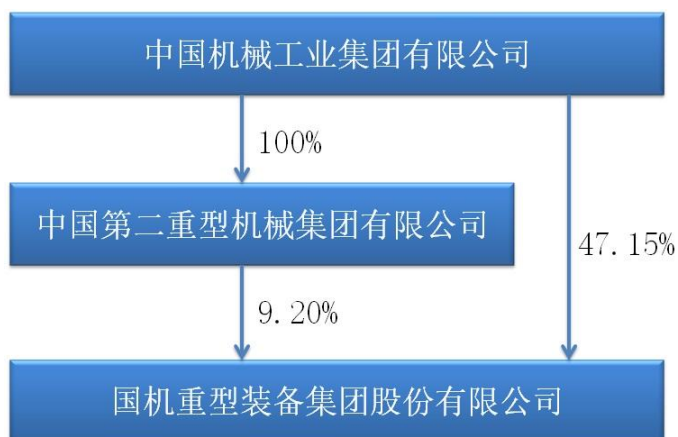 中国机械工业集团有限公司
100%
中国第二重型机械集团有限公司
47.15%
9.20%
国机重型装备集团股份有限公司